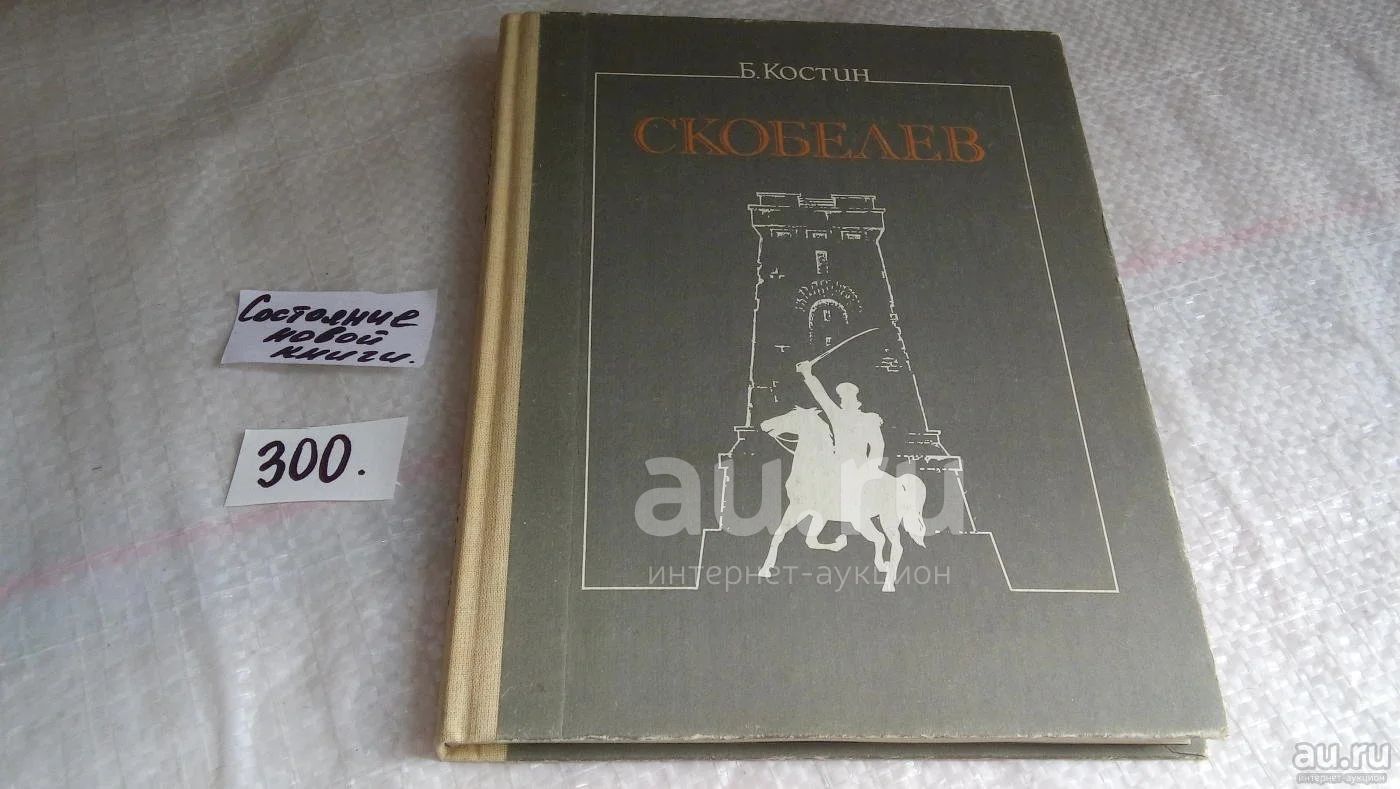 Б. Костин
СКОБЕЛЕВ
Состояние
новой
книги.
300.
au.ru
интернет-аукцион
au.ru
интернет-аукцион